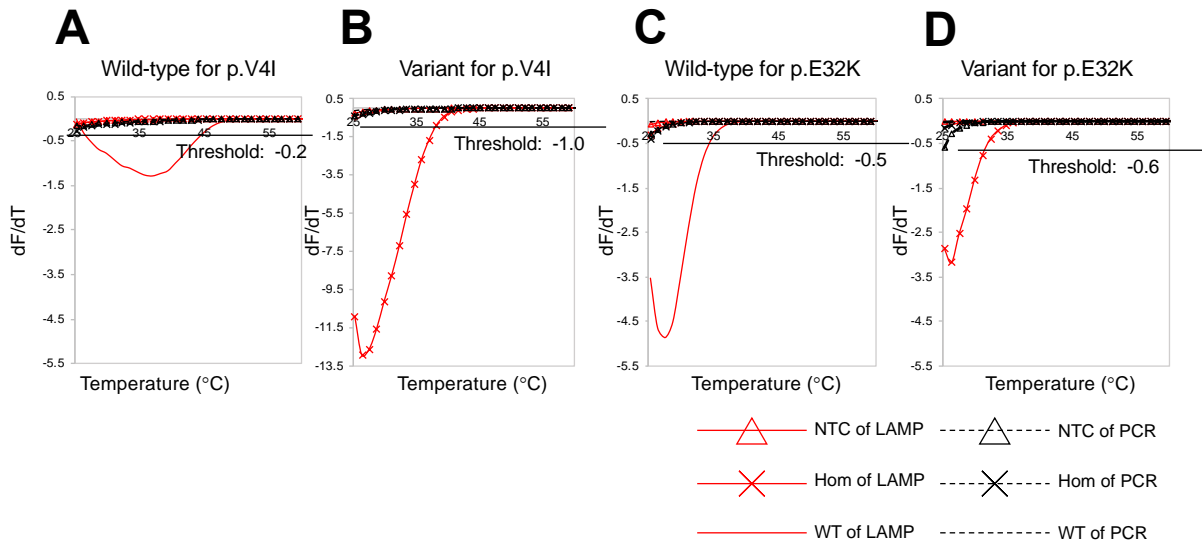 A
B
C
D
Wild-type for p.V4I
Variant for p.V4I
Wild-type for p.E32K
Variant for p.E32K
0.5
-0.5
-1.5
-2.5
-3.5
-4.5
-5.5
25
35
45
55
Threshold: -0.2
dF/dT
Temperature (°C)
0.5
-1.5
-3.5
-5.5
-7.5
-9.5
-11.5
-13.5
25
35
45
55
Threshold: -1.0
dF/dT
Temperature (°C)
0.5
-0.5
-1.5
-2.5
-3.5
-4.5
-5.5
25
35
45
55
Threshold: -0.5
dF/dT
Temperature (°C)
0.5
-0.5
-1.5
-2.5
-3.5
-4.5
-5.5
25
35
45
55
Threshold: -0.6
dF/dT
Temperature (°C)
NTC of LAMP
NTC of PCR
Hom of LAMP
Hom of PCR
WT of LAMP
WT of PCR